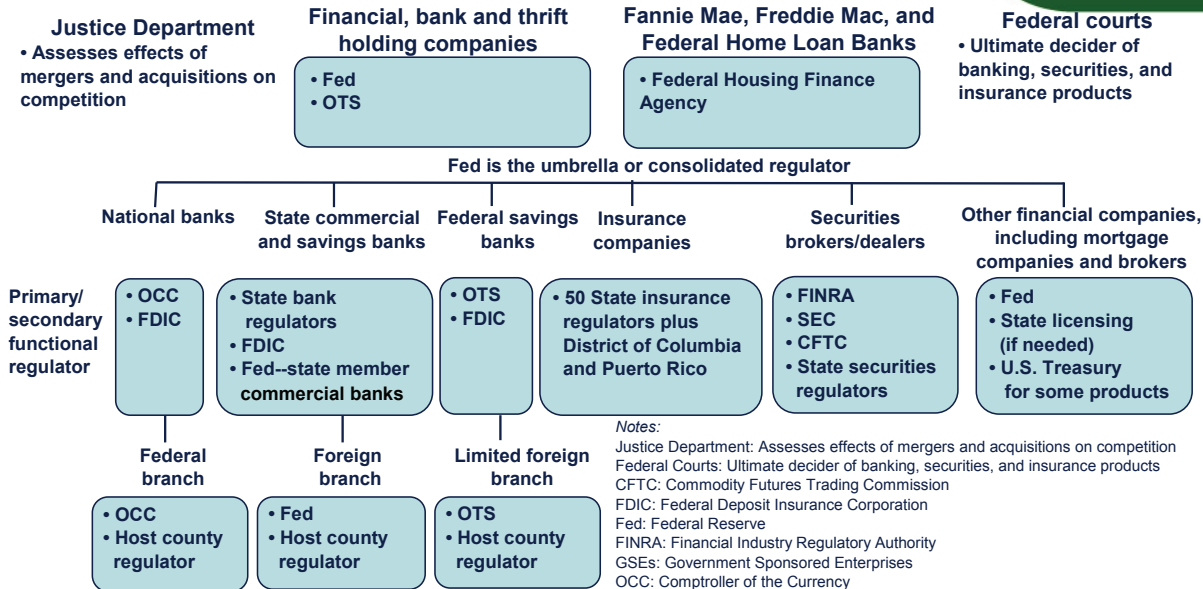 Justice Department
• Assesses effects of
mergers and acquisitions on
competition
Financial, bank and thrift
holding companies
• Fed
• OTS
Fannie Mae, Freddie Mac, and
Federal Home Loan Banks
• Federal Housing Finance
Agency
Federal courts
• Ultimate decider of
banking, securities, and
insurance products
Fed is the umbrella or consolidated regulator
National banks
State commercial
and savings banks
Federal savings
banks
Insurance
companies
Securities
brokers/dealers
Other financial companies,
including mortgage
companies and brokers
Primary/
secondary
functional
regulator
• OCC
• FDIC
• State bank
regulators
• FDIC
• Fed--state member
commercial banks
• OTS
• FDIC
• 50 State insurance
regulators plus
District of Columbia
and Puerto Rico
• FINRA
• SEC
• CFTC
• State securities
regulators
• Fed
• State licensing
(if needed)
• U.S. Treasury
for some products
Federal
branch
Foreign
branch
Limited foreign
branch
• OCC
• Host county
regulator
• Fed
• Host county
regulator
• OTS
• Host county
regulator
Notes:
Justice Department: Assesses effects of mergers and acquisitions on competition
Federal Courts: Ultimate decider of banking, securities, and insurance products
CFTC: Commodity Futures Trading Commission
FDIC: Federal Deposit Insurance Corporation
Fed: Federal Reserve
FINRA: Financial Industry Regulatory Authority
GSEs: Government Sponsored Enterprises
OCC: Comptroller of the Currency